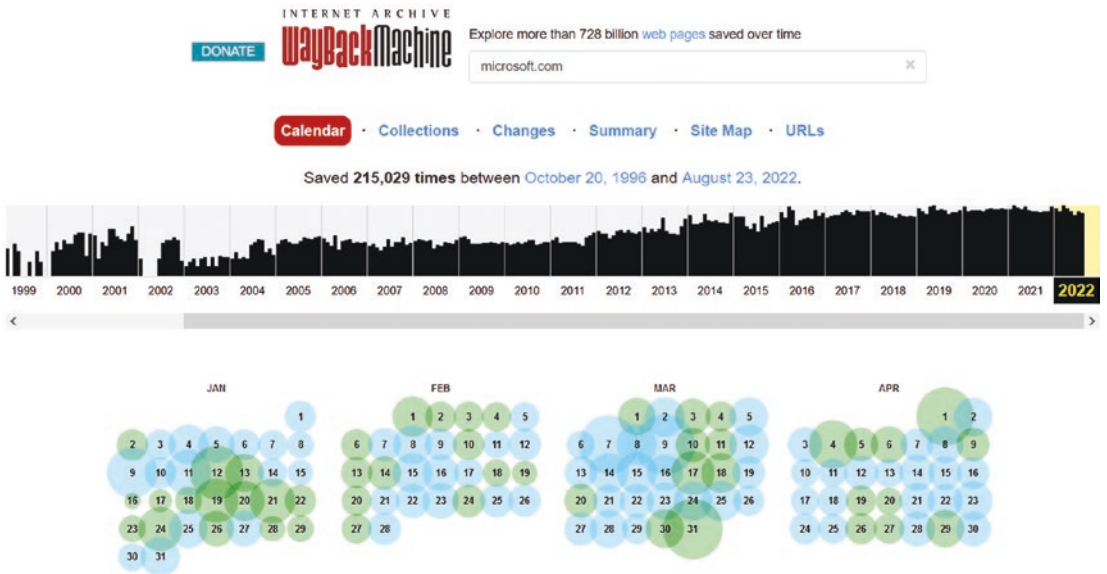 INTERNET ARCHIVE
DONATE
WayBackMachine
Explore more than 728 billion web pages saved over time
microsoft.com ×
Calendar · Collections · Changes · Summary · Site Map · URLs
Saved 215,029 times between October 20, 1996 and August 23, 2022.
1999 2000 2001 2002 2003 2004 2005 2006 2007 2008 2009 2010 2011 2012 2013 2014 2015 2016 2017 2018 2019 2020 2021 2022
< >
JAN
1
2 3 4 5 6 7 8
9 10 11 12 13 14 15
16 17 18 19 20 21 22
23 24 25 26 27 28 29
30 31
FEB
1 2 3 4 5
6 7 8 9 10 11 12
13 14 15 16 17 18 19
20 21 22 23 24 25 26
27 28
MAR
1 2 3 4 5
6 7 8 9 10 11 12
13 14 15 16 17 18 19
20 21 22 23 24 25 26
27 28 29 30 31
APR
1 2
3 4 5 6 7 8 9
10 11 12 13 14 15 16
17 18 19 20 21 22 23
24 25 26 27 28 29 30